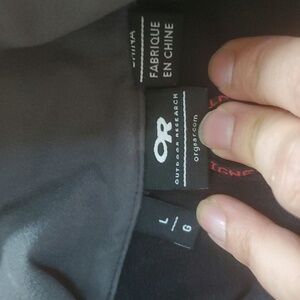 CHINA
FABRIQUE
EN CHINE
OR
OUTDOOR RESEARCH
orgear.com
L
G